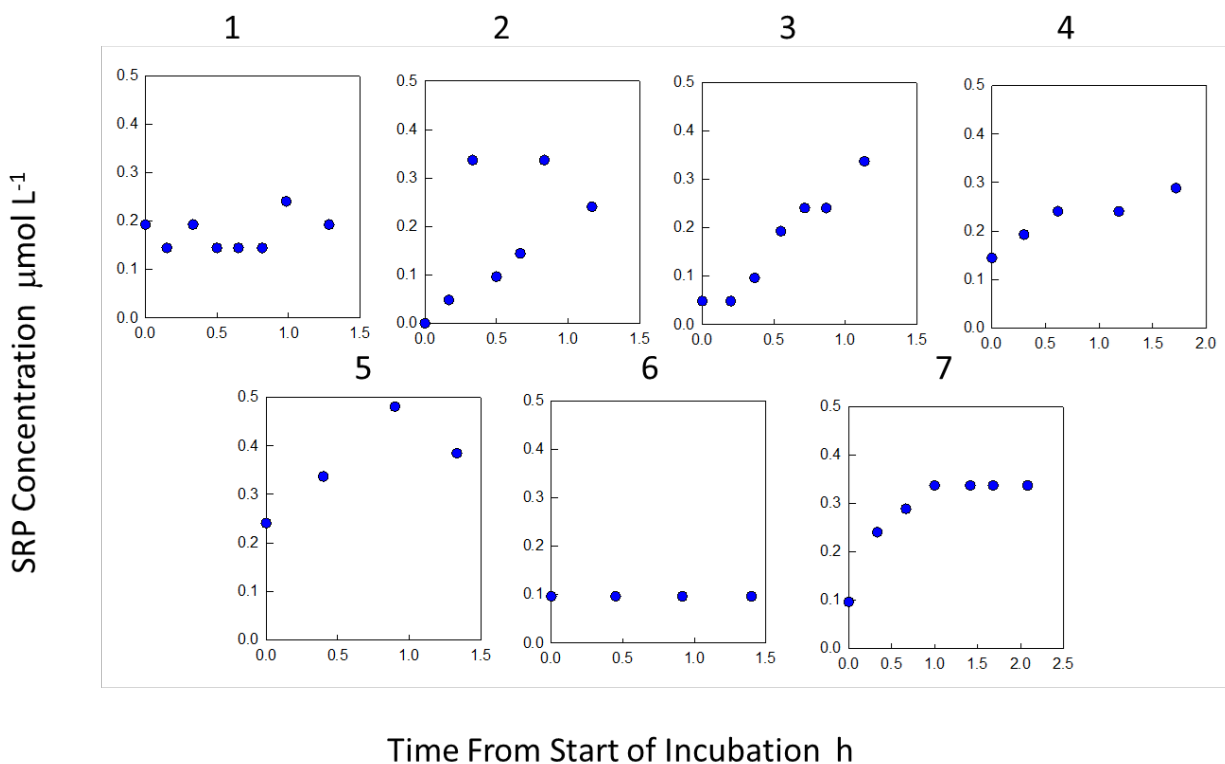 1 2 3 4
0.5 0.5 0.5 0.5
0.4 0.4 0.4 0.4
0.3 0.3 0.3 0.3
0.2 0.2 0.2 0.2
0.1 0.1 0.1 0.1
0.0 0.0 0.0 0.0
0.0 0.5 1.0 1.5 0.0 0.5 1.0 1.5 0.0 0.5 1.0 1.5 0.0 0.5 1.0 1.5 2.0
5 6 7
0.5 0.5 0.5
0.4 0.4 0.4
0.3 0.3 0.3
0.2 0.2 0.2
0.1 0.1 0.1
0.0 0.0 0.0
0.0 0.5 1.0 1.5 0.0 0.5 1.0 1.5 0.0 0.5 1.0 1.5 2.0 2.5
SRP Concentration μmol L⁻¹
Time From Start of Incubation h